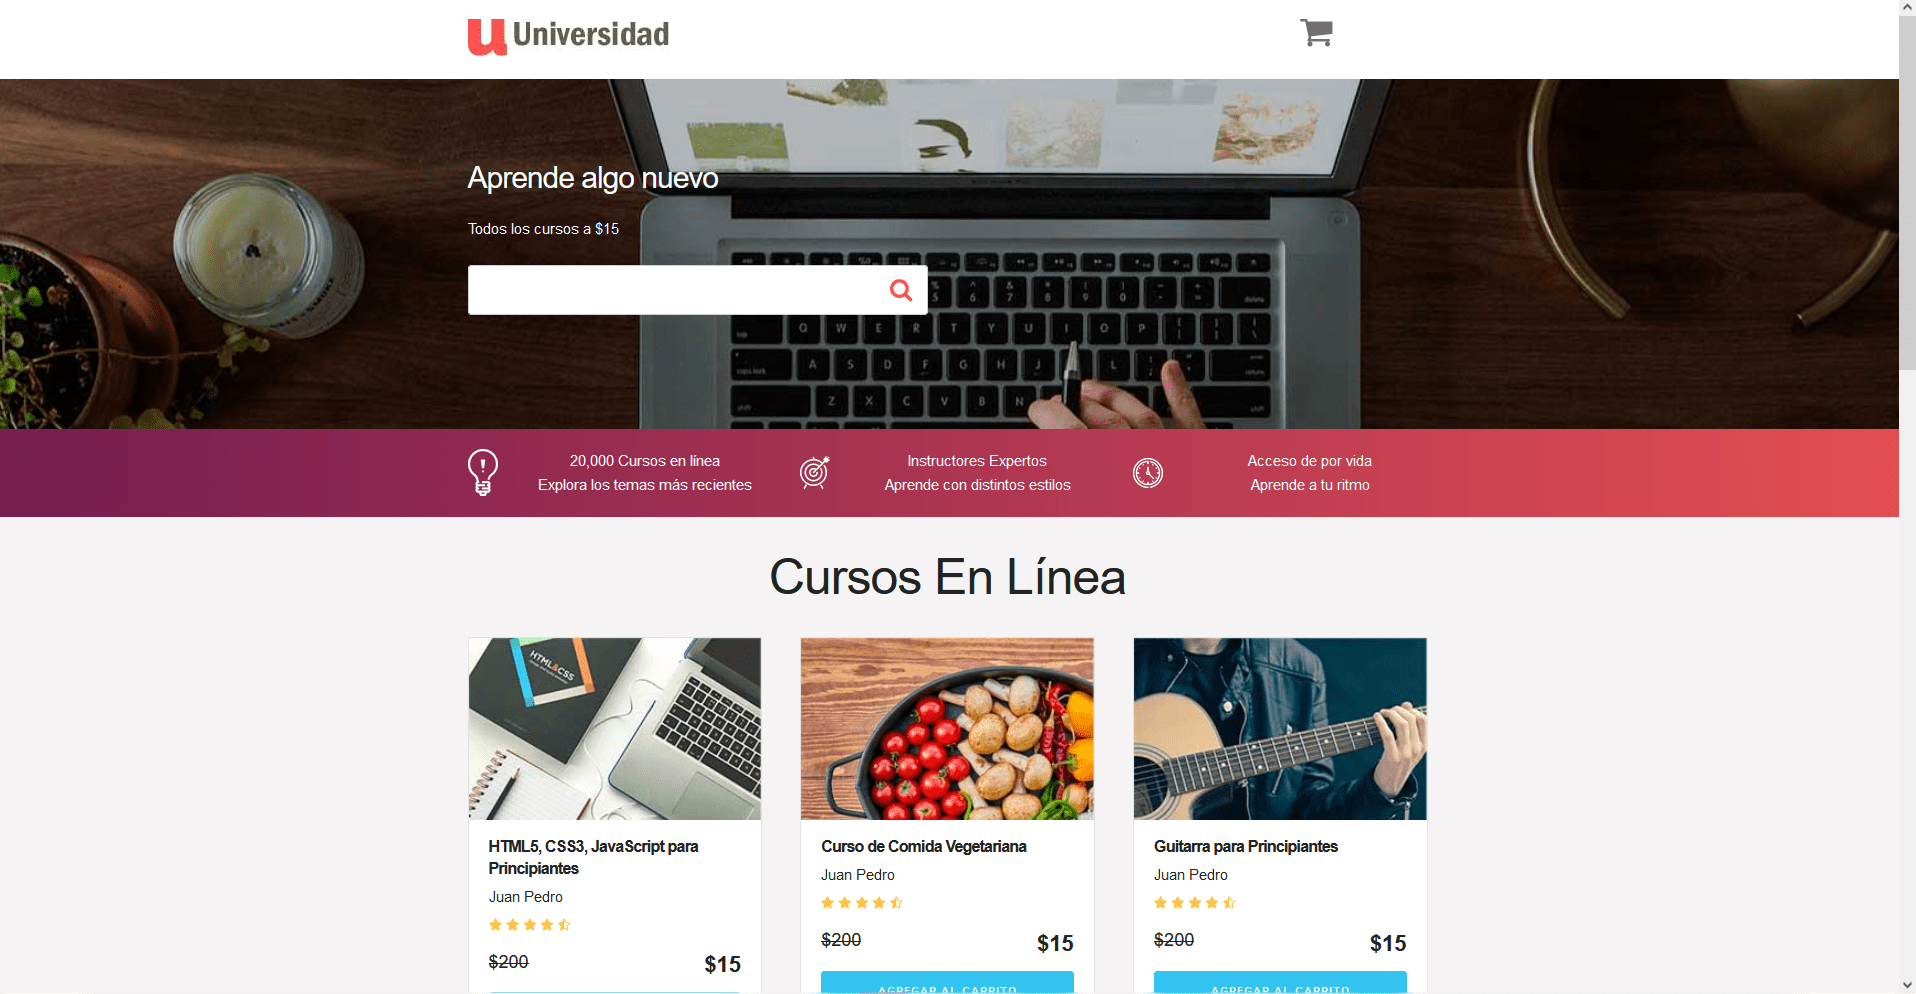 u Universidad
Aprende algo nuevo
Todos los cursos a $15
20,000 Cursos en línea
Explora los temas más recientes
Instructores Expertos
Aprende con distintos estilos
Acceso de por vida
Aprende a tu ritmo
Cursos En Línea
HTML&CSS
HTML5, CSS3, JavaScript para
Principiantes
Juan Pedro
$200
$15
Curso de Comida Vegetariana
Juan Pedro
$200
$15
AGREGAR AL CARRITO
Guitarra para Principiantes
Juan Pedro
$200
$15
AGREGAR AL CARRITO